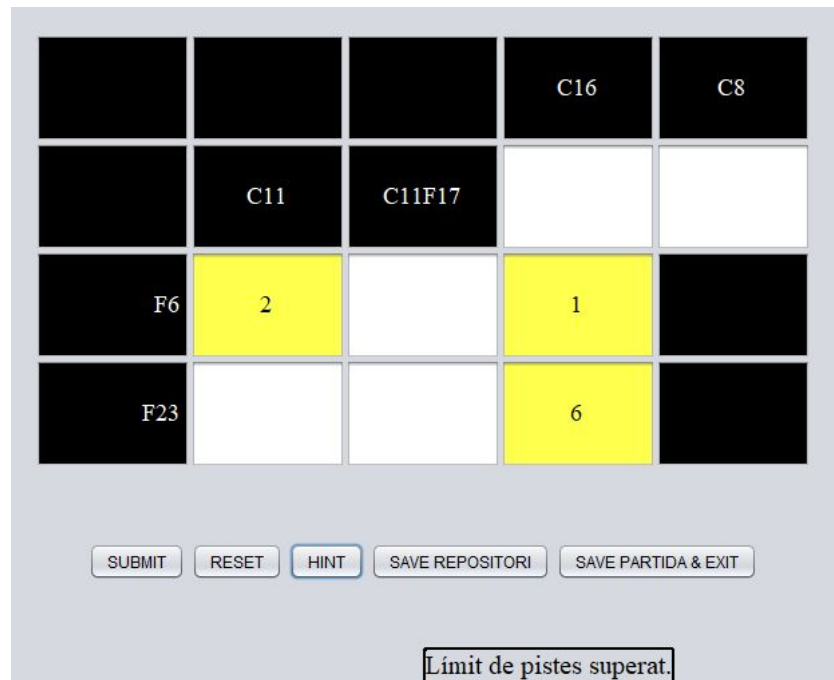 C16 C8
C11 C11F17
F6 2 1
F23 6
SUBMIT RESET HINT SAVE REPOSITORI SAVE PARTIDA & EXIT
Límit de pistes superat.